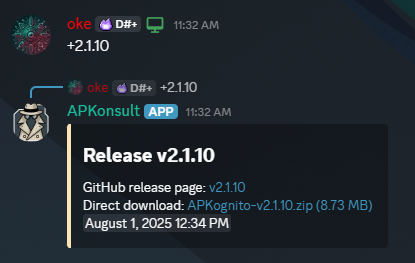 oke D#+ 11:32 AM
+2.1.10
oke D#+ +2.1.10
APKonsult APP 11:32 AM
Release v2.1.10
GitHub release page: v2.1.10
Direct download: APKognito-v2.1.10.zip (8.73 MB)
August 1, 2025 12:34 PM